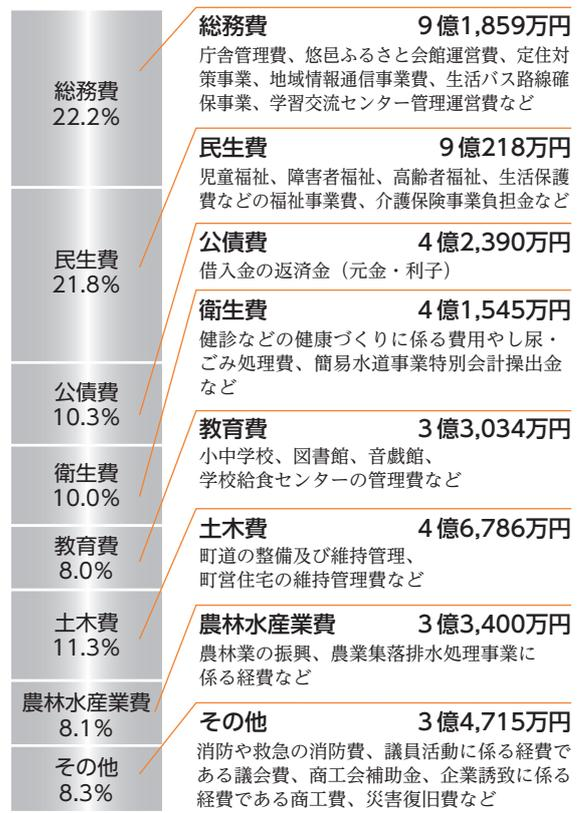 総務費
22.2%
民生費
21.8%
公債費
10.3%
衛生費
10.0%
教育費
8.0%
土木費
11.3%
農林水産業費
8.1%
その他
8.3%
総務費 9億1,859万円
庁舎管理費、悠邑ふるさと会館運営費、定住対
策事業、地域情報通信事業費、生活バス路線確
保事業、学習交流センター管理運営費など
民生費 9億218万円
児童福祉、障害者福祉、高齢者福祉、生活保護
費などの福祉事業費、介護保険事業負担金など
公債費 4億2,390万円
借入金の返済金（元金・利子）
衛生費 4億1,545万円
健診などの健康づくりに係る費用やし尿・
ごみ処理費、簡易水道事業特別会計操出金
など
教育費 3億3,034万円
小中学校、図書館、音戯館、
学校給食センターの管理費など
土木費 4億6,786万円
町道の整備及び維持管理、
町営住宅の維持管理費など
農林水産業費 3億3,400万円
農林業の振興、農業集落排水処理事業に
係る経費など
その他 3億4,715万円
消防や救急の消防費、議員活動に係る経費で
ある議会費、商工会補助金、企業誘致に係る
経費である商工費、災害復旧費など